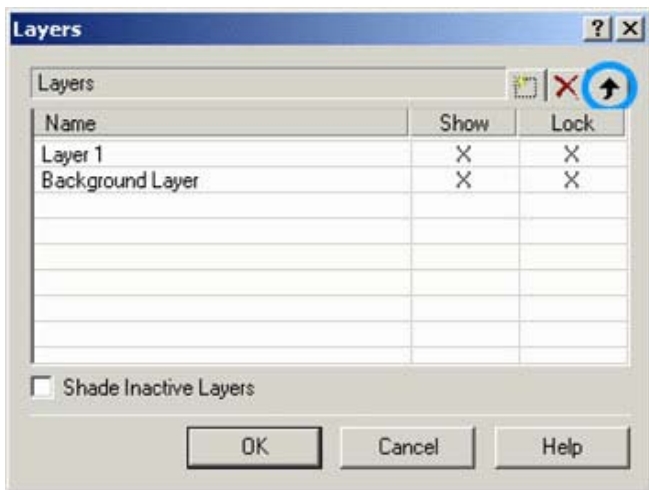 Layers
Layers
Name Show Lock
Layer 1 X X
Background Layer X X
Shade Inactive Layers
OK Cancel Help